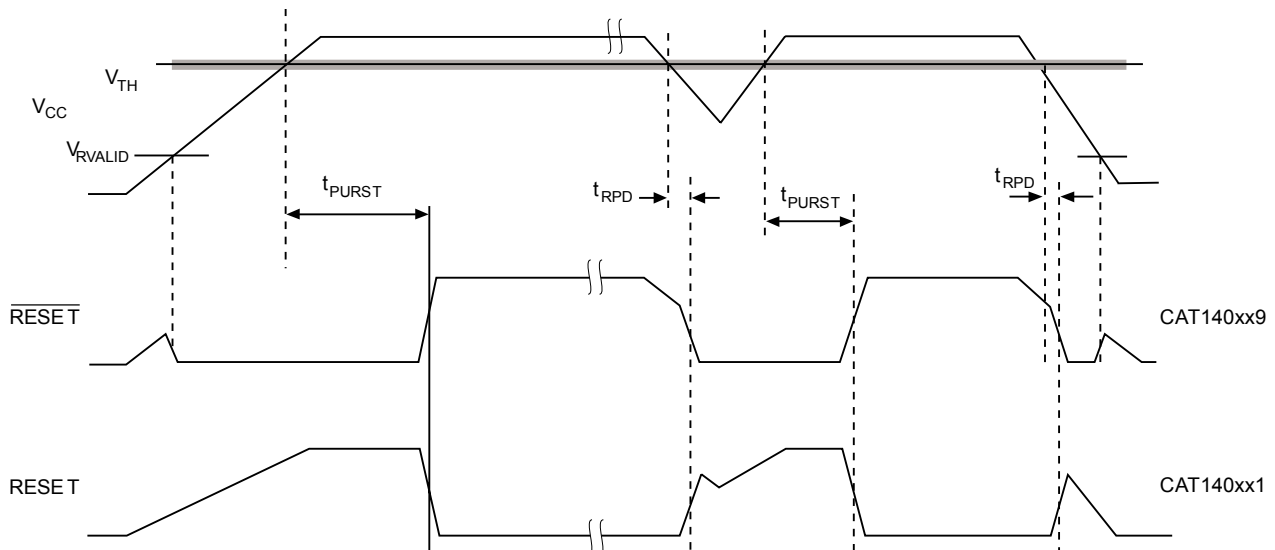 V_TH
V_CC
V_RVALID
t_PURST
t_RPD
t_PURST
t_RPD
RESET
CAT140xx9
RESET
CAT140xx1